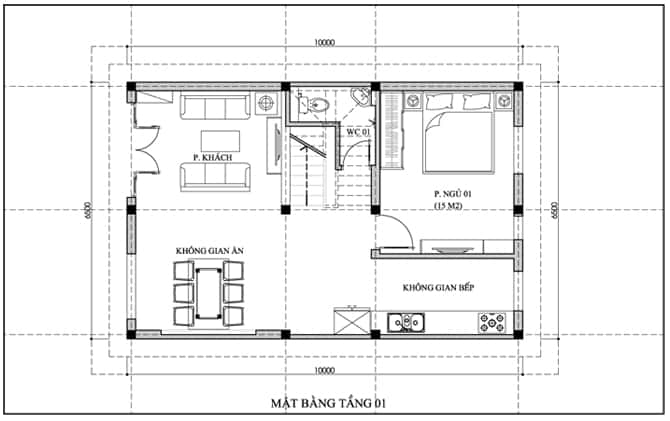 10000
WC 01
P. KHÁCH
P. NGỦ 01
(15 M2)
6500
6500
KHÔNG GIAN ĂN
KHÔNG GIAN BẾP
10000
MẶT BẰNG TẦNG 01